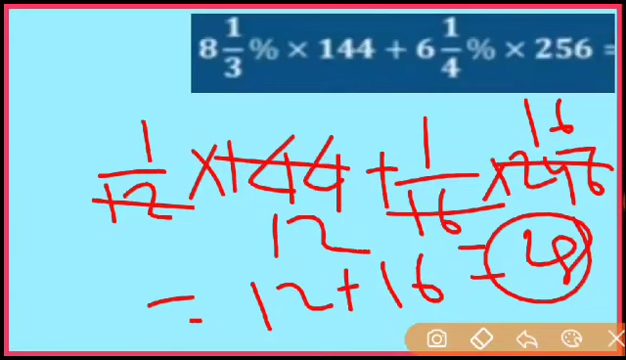 8 1/3 % × 144 + 6 1/4 % × 256 =
1/12 × 144 + 1/16 × 256
12 16
= 12 + 16 = 28